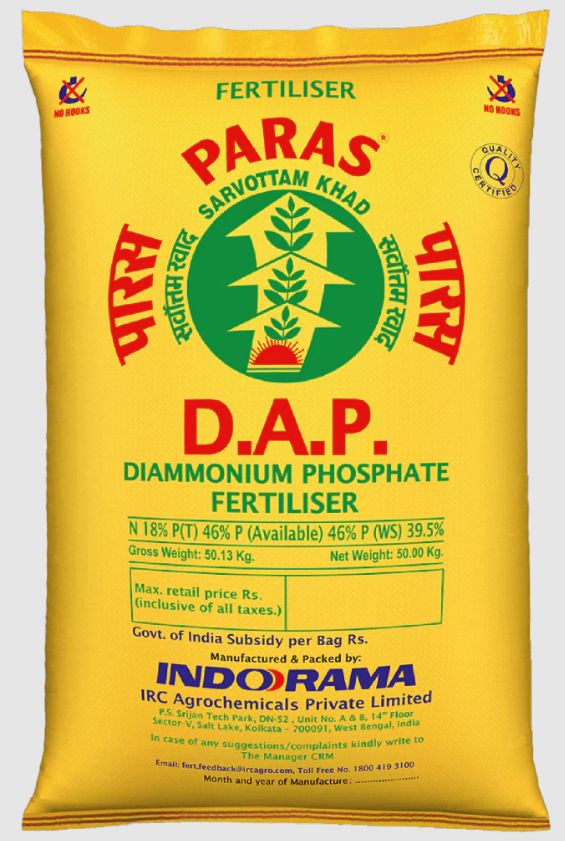 FERTILISER
NO HOOKS
NO HOOKS
PARAS®
SARVOTTAM KHAD
QUALITY
Q
CERTIFIED
पारस
सर्वोत्तम खाद
सर्वोत्तम खाद
पारस
D.A.P.
DIAMMONIUM PHOSPHATE
FERTILISER
N 18% P(T) 46% P (Available) 46% P (WS) 39.5%
Gross Weight: 50.13 Kg. Net Weight: 50.00 Kg.
Max. retail price Rs.
(inclusive of all taxes.)
Govt. of India Subsidy per Bag Rs.
Manufactured & Packed by:
INDORAMA
IRC Agrochemicals Private Limited
P.S. Srijan Tech Park, DN-52 , Unit No. A & B, 14th Floor
Sector-V, Salt Lake, Kolkata - 700091, West Bengal, India
In case of any suggestions/complaints kindly write to
The Manager CRM
Email: fert.feedback@ircagro.com, Toll Free No. 1800 419 3100
Month and year of Manufacture: ......................